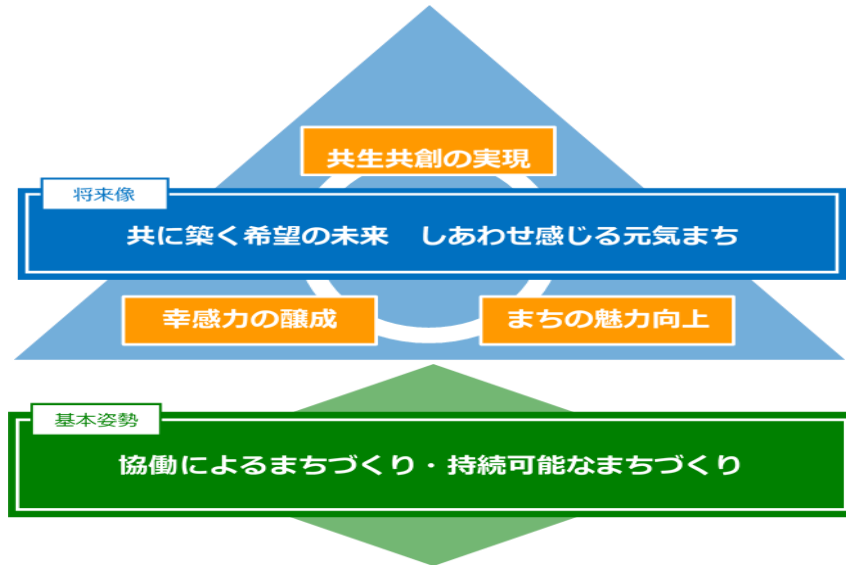 共生共創の実現
将来像
共に築く希望の未来　しあわせ感じる元気まち
幸感力の醸成
まちの魅力向上
基本姿勢
協働によるまちづくり・持続可能なまちづくり